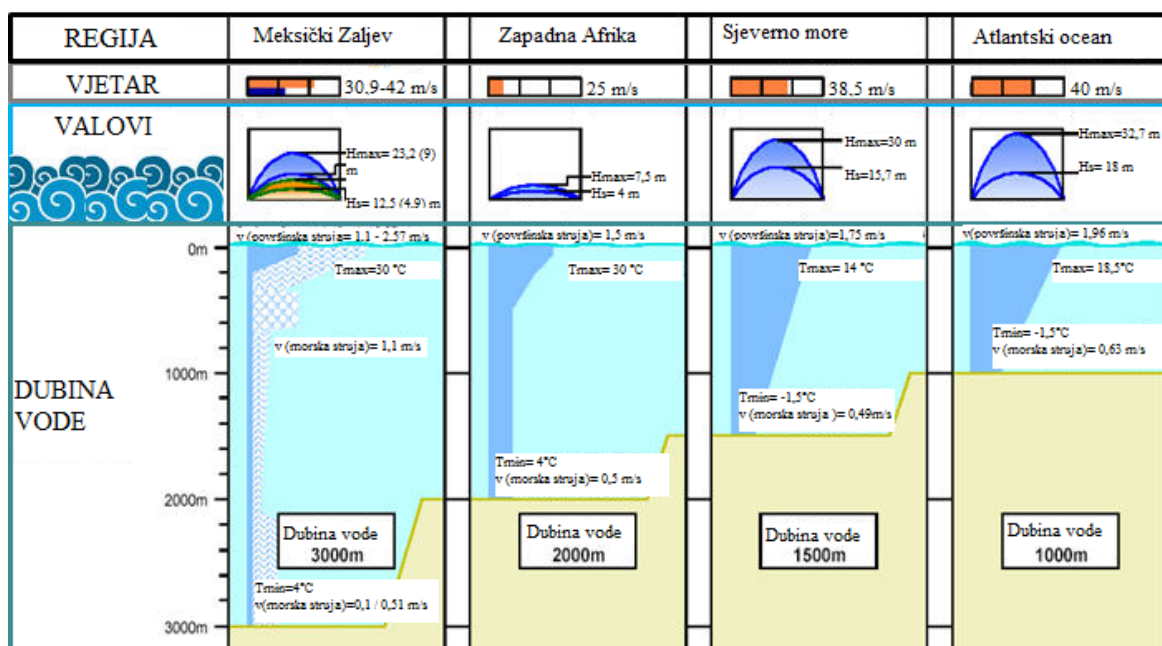 REGIJA
Meksički Zaljev
Zapadna Afrika
Sjeverno more
Atlantski ocean
VJETAR
30,9-42 m/s
25 m/s
38,5 m/s
40 m/s
VALOVI
Hmax= 23,2 (9)
m
Hs= 12,5 (4,9) m
Hmax=7,5 m
Hs= 4 m
Hmax=30 m
Hs=15,7 m
Hmax=32,7 m
Hs= 18 m
DUBINA
VODE
0m
1000m
2000m
3000m
v (površinska struja)= 1,1 - 2,57 m/s
Tmax=30 °C
v (morska struja)= 1,1 m/s
Tmin=4°C
v(morska struja)=0,1 / 0,51 m/s
Dubina vode
3000m
v (površinska struja)= 1,5 m/s
Tmax= 30 °C
Tmin= 4°C
v (morska struja)= 0,5 m/s
Dubina vode
2000m
v (površinska struja)=1,75 m/s
Tmax= 14 °C
Tmin= -1,5°C
v (morska struja )= 0,49m/s
Dubina vode
1500m
v(površinska struja)= 1,96 m/s
Tmax= 18,5°C
Tmin= -1,5°C
v (morska struja)= 0,63 m/s
Dubina vode
1000m